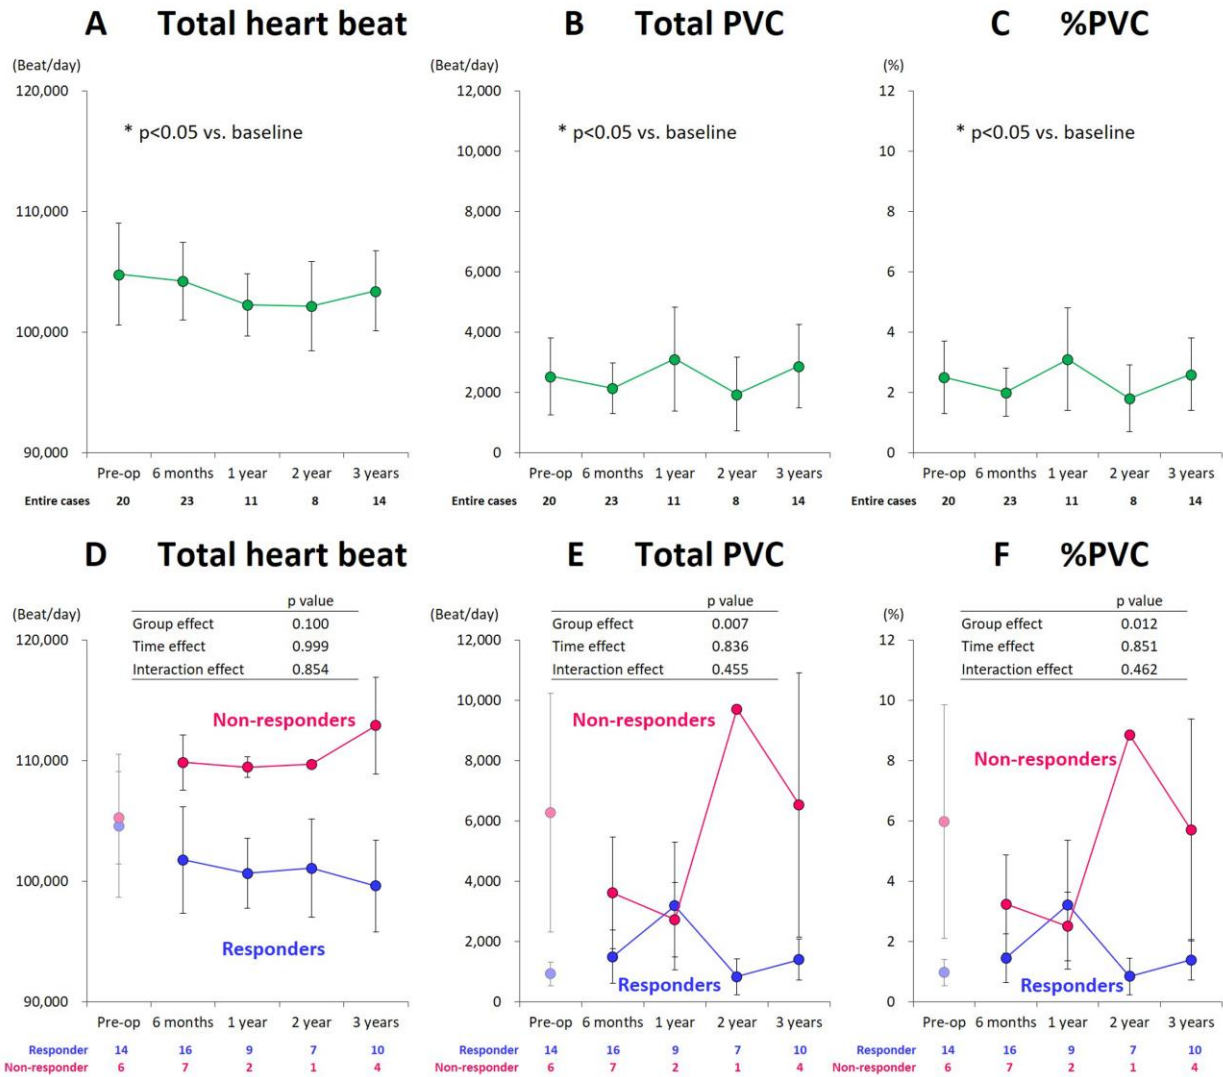 A Total heart beat
(Beat/day)
120,000
* p<0.05 vs. baseline
110,000
100,000
90,000
Pre-op 6 months 1 year 2 year 3 years
Entire cases 20 23 11 8 14
B Total PVC
(Beat/day)
12,000
* p<0.05 vs. baseline
10,000
8,000
6,000
4,000
2,000
0
Pre-op 6 months 1 year 2 year 3 years
Entire cases 20 23 11 8 14
C %PVC
(%)
12
* p<0.05 vs. baseline
10
8
6
4
2
0
Pre-op 6 months 1 year 2 year 3 years
Entire cases 20 23 11 8 14
D Total heart beat
(Beat/day)
p value
Group effect 0.100
Time effect 0.999
Interaction effect 0.854
120,000
Non-responders
110,000
100,000
Responders
90,000
Pre-op 6 months 1 year 2 year 3 years
Responder 14 16 9 7 10
Non-responder 6 7 2 1 4
E Total PVC
(Beat/day)
p value
Group effect 0.007
Time effect 0.836
Interaction effect 0.455
12,000
10,000
Non-responders
8,000
6,000
4,000
2,000
Responders
0
Pre-op 6 months 1 year 2 year 3 years
Responder 14 16 9 7 10
Non-responder 6 7 2 1 4
F %PVC
(%)
p value
Group effect 0.012
Time effect 0.851
Interaction effect 0.462
12
10
Non-responders
8
6
4
2
Responders
0
Pre-op 6 months 1 year 2 year 3 years
Responder 14 16 9 7 10
Non-responder 6 7 2 1 4